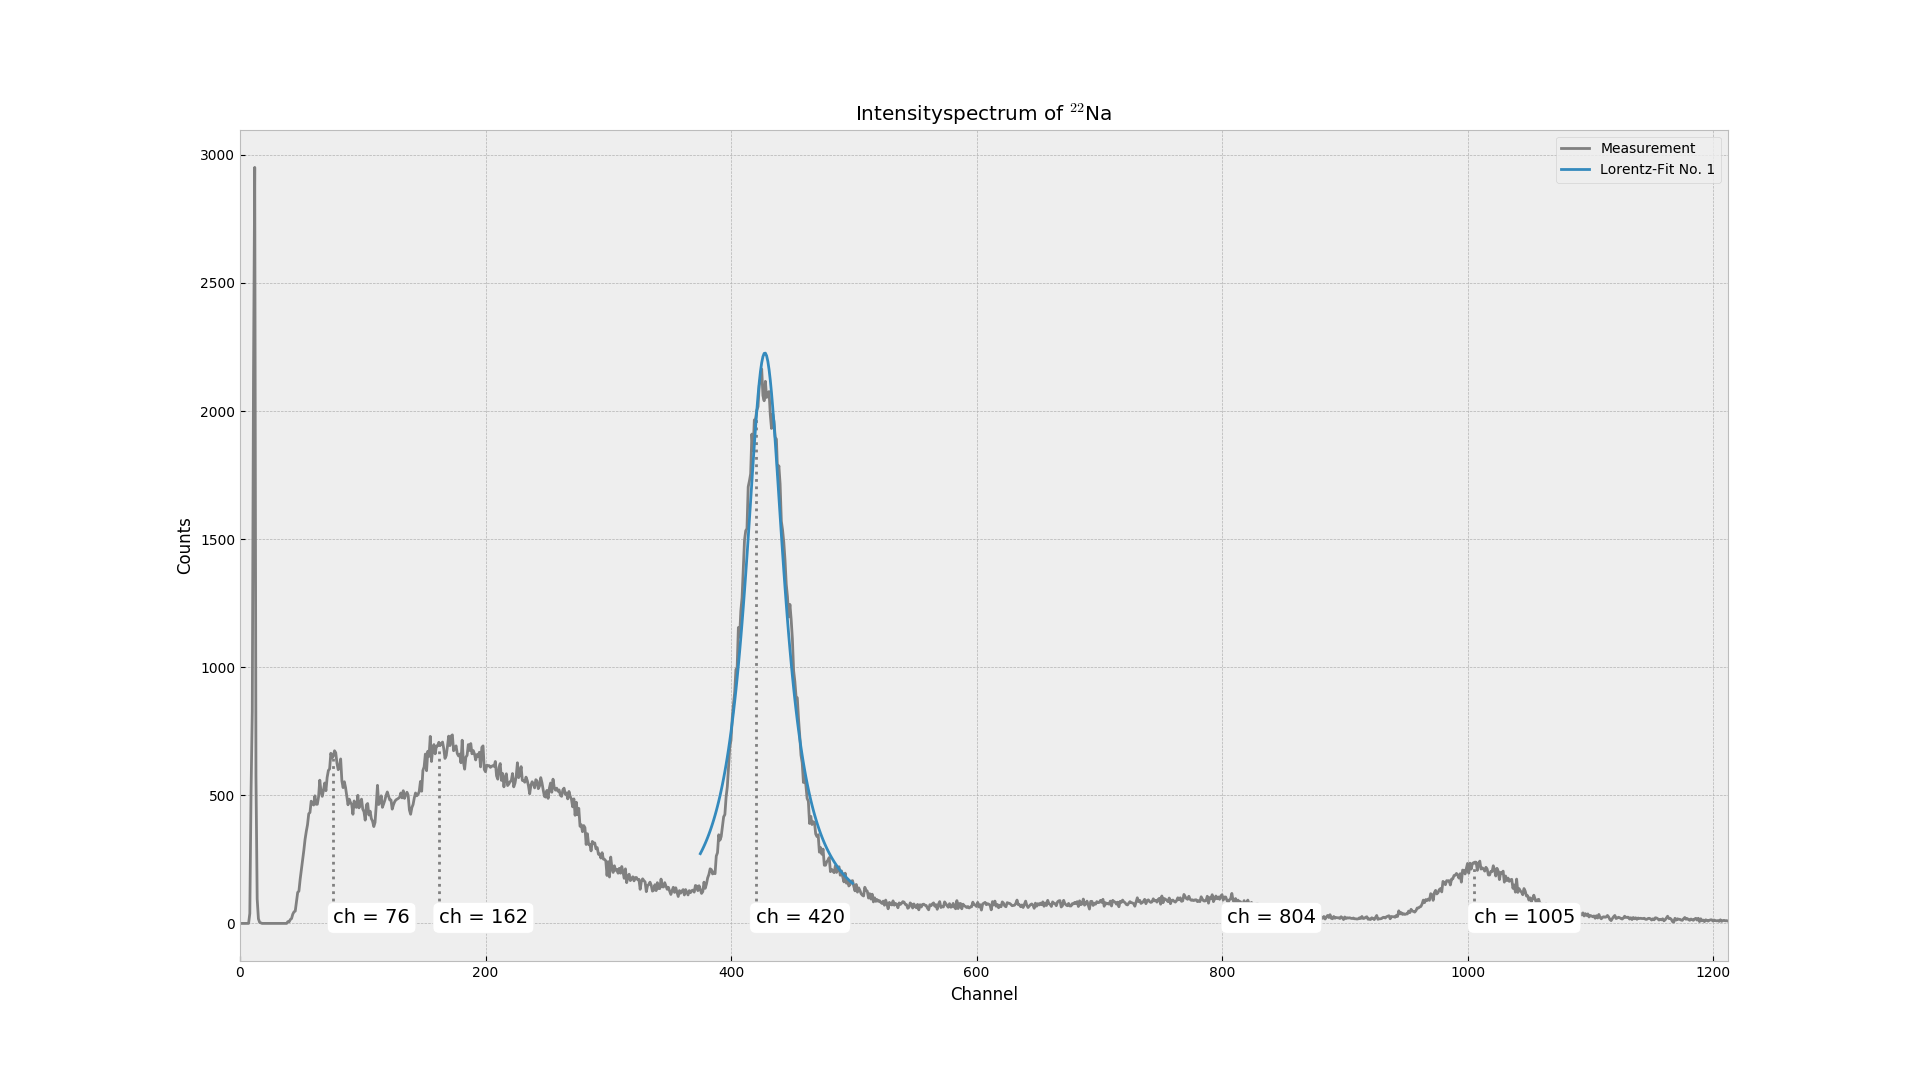 Intensityspectrum of ²²Na
Measurement
Lorentz-Fit No. 1
3000
2500
2000
1500
1000
500
0
Counts
ch = 76
ch = 162
ch = 420
ch = 804
ch = 1005
0
200
400
600
800
1000
1200
Channel